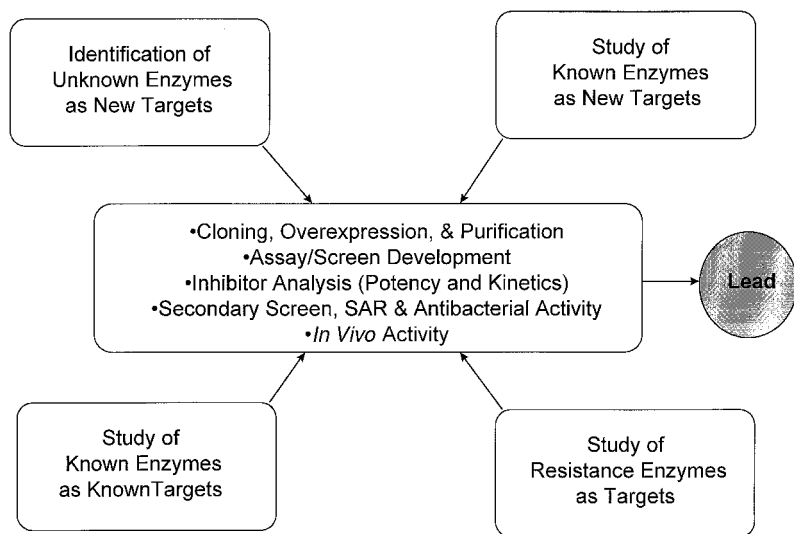 Identification of
Unknown Enzymes
as New Targets
Study of
Known Enzymes
as New Targets
•Cloning, Overexpression, & Purification
•Assay/Screen Development
•Inhibitor Analysis (Potency and Kinetics)
•Secondary Screen, SAR & Antibacterial Activity
•In Vivo Activity
Lead
Study of
Known Enzymes
as KnownTargets
Study of
Resistance Enzymes
as Targets